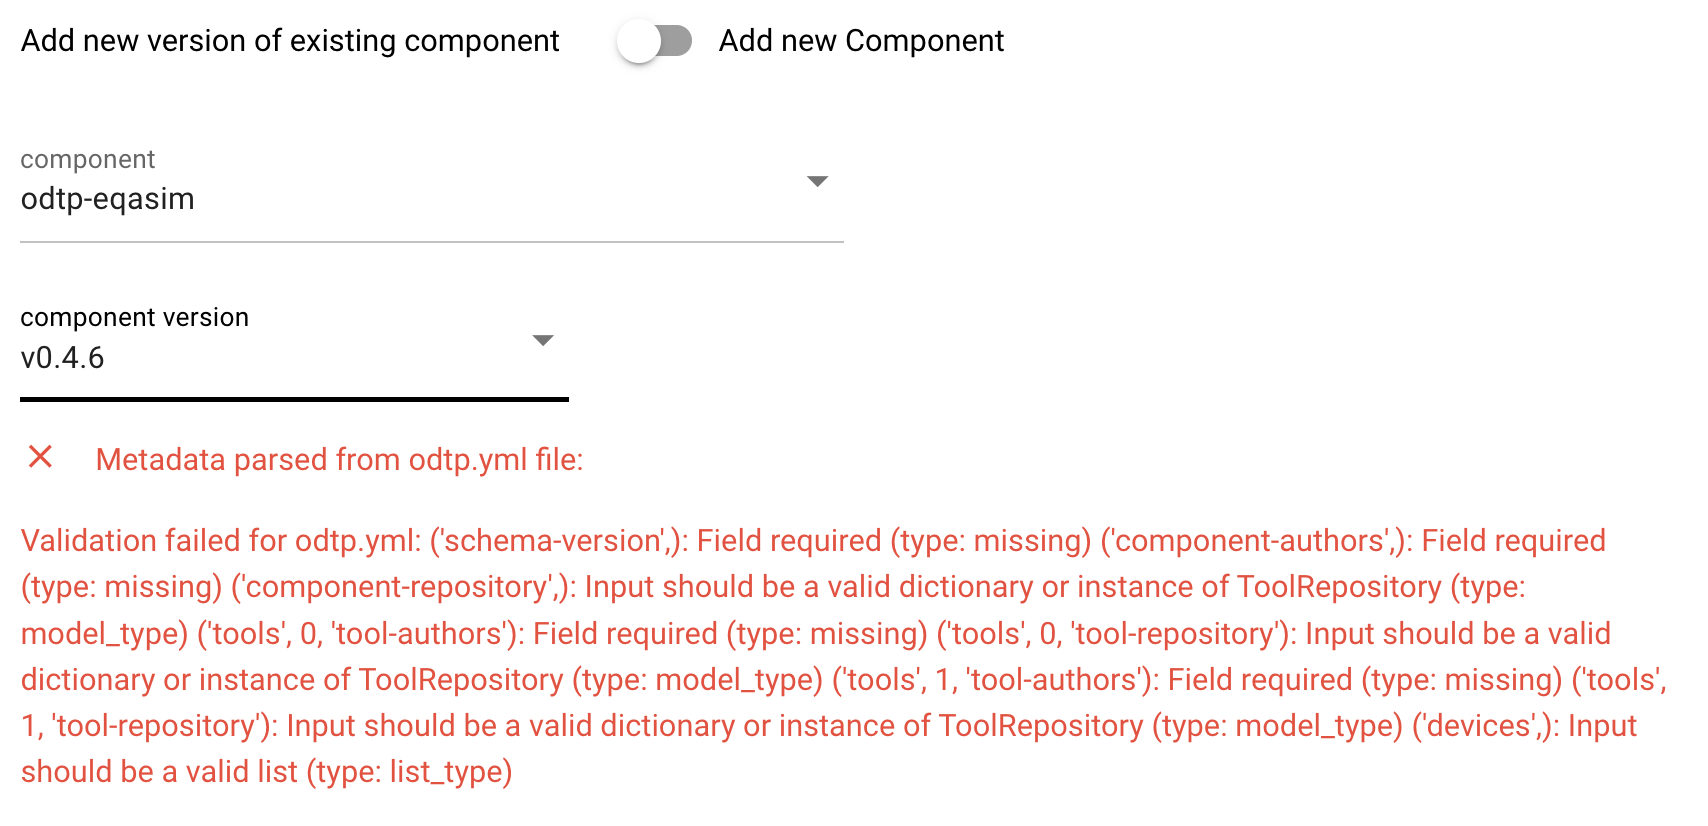 Add new version of existing component
Add new Component
component
odtp-eqasim
component version
v0.4.6
Metadata parsed from odtp.yml file:
Validation failed for odtp.yml: ('schema-version',): Field required (type: missing) ('component-authors',): Field required
(type: missing) ('component-repository',): Input should be a valid dictionary or instance of ToolRepository (type:
model_type) ('tools', 0, 'tool-authors'): Field required (type: missing) ('tools', 0, 'tool-repository'): Input should be a valid
dictionary or instance of ToolRepository (type: model_type) ('tools', 1, 'tool-authors'): Field required (type: missing) ('tools',
1, 'tool-repository'): Input should be a valid dictionary or instance of ToolRepository (type: model_type) ('devices',): Input
should be a valid list (type: list_type)